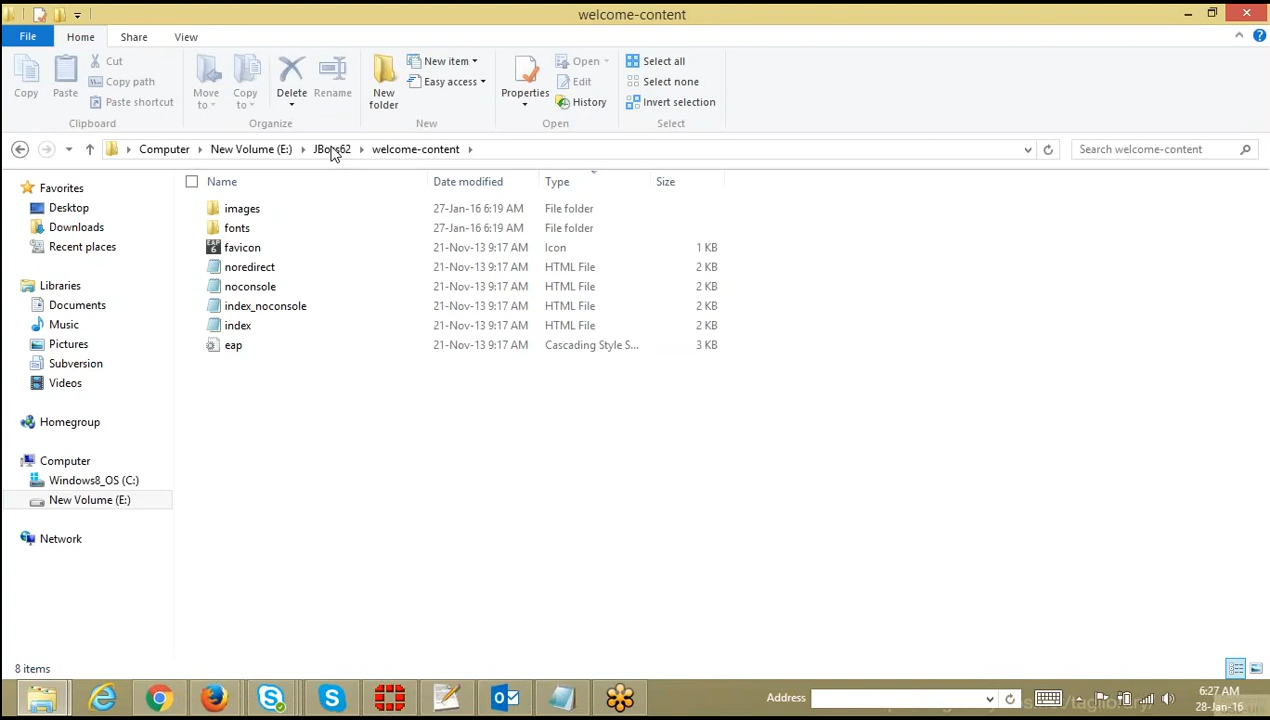 welcome-content
File Home Share View
Copy Paste Cut Copy path Paste shortcut
Clipboard
Move to Copy to Delete Rename
Organize
New folder New item Easy access
New
Properties Open Edit History
Open
Select all Select none Invert selection
Select
Computer New Volume (E:) welcome-content Search welcome-content
Name Date modified Type Size
images 27-Jan-16 6:19 AM File folder
fonts 27-Jan-16 6:19 AM File folder
favicon 21-Nov-13 9:17 AM Icon 1 KB
noredirect 21-Nov-13 9:17 AM HTML File 2 KB
noconsole 21-Nov-13 9:17 AM HTML File 2 KB
index_noconsole 21-Nov-13 9:17 AM HTML File 2 KB
index 21-Nov-13 9:17 AM HTML File 2 KB
eap 21-Nov-13 9:17 AM Cascading Style S... 3 KB
Favorites
Desktop
Downloads
Recent places
Libraries
Documents
Music
Pictures
Subversion
Videos
Homegroup
Computer
Windows8_OS (C:)
New Volume (E:)
Network
8 items
Address
6:27 AM
28-Jan-16